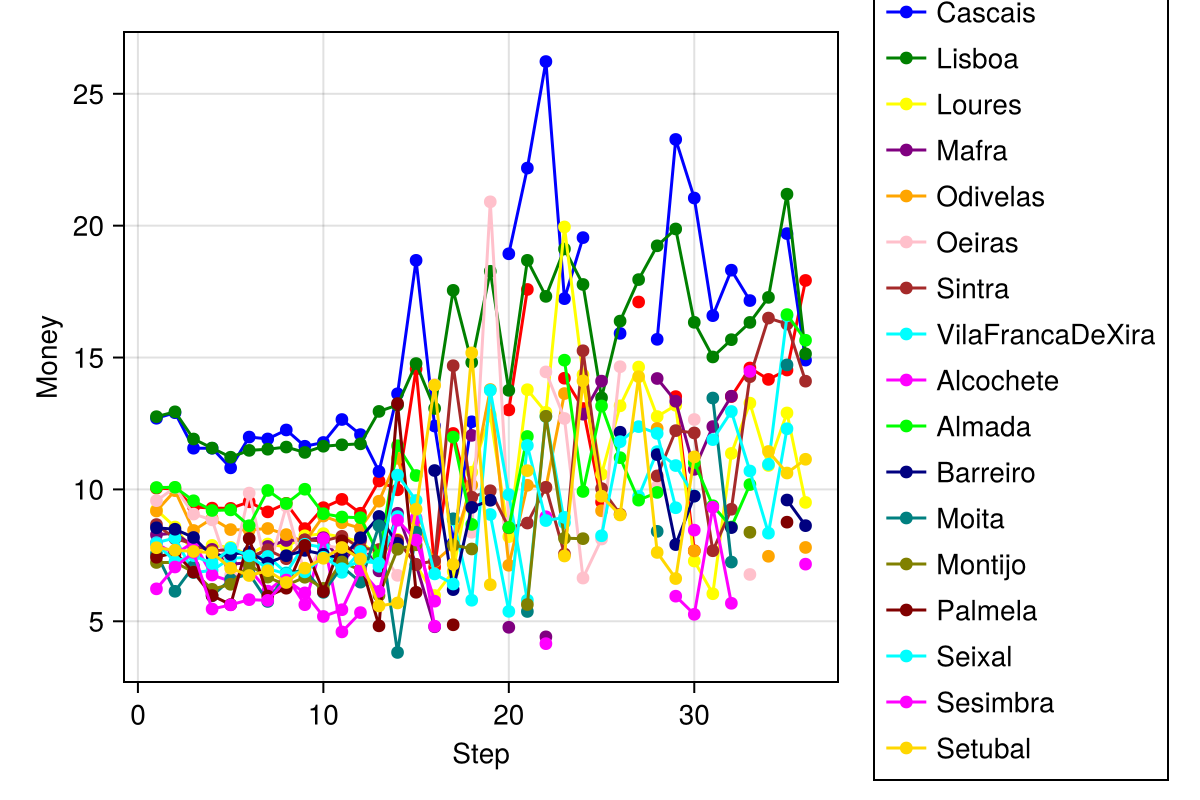 Cascais
Lisboa
Loures
Mafra
Odivelas
Oeiras
Sintra
VilaFrancaDeXira
Alcochete
Almada
Barreiro
Moita
Montijo
Palmela
Seixal
Sesimbra
Setubal
Money
25
20
15
10
5
0 10 20 30
Step